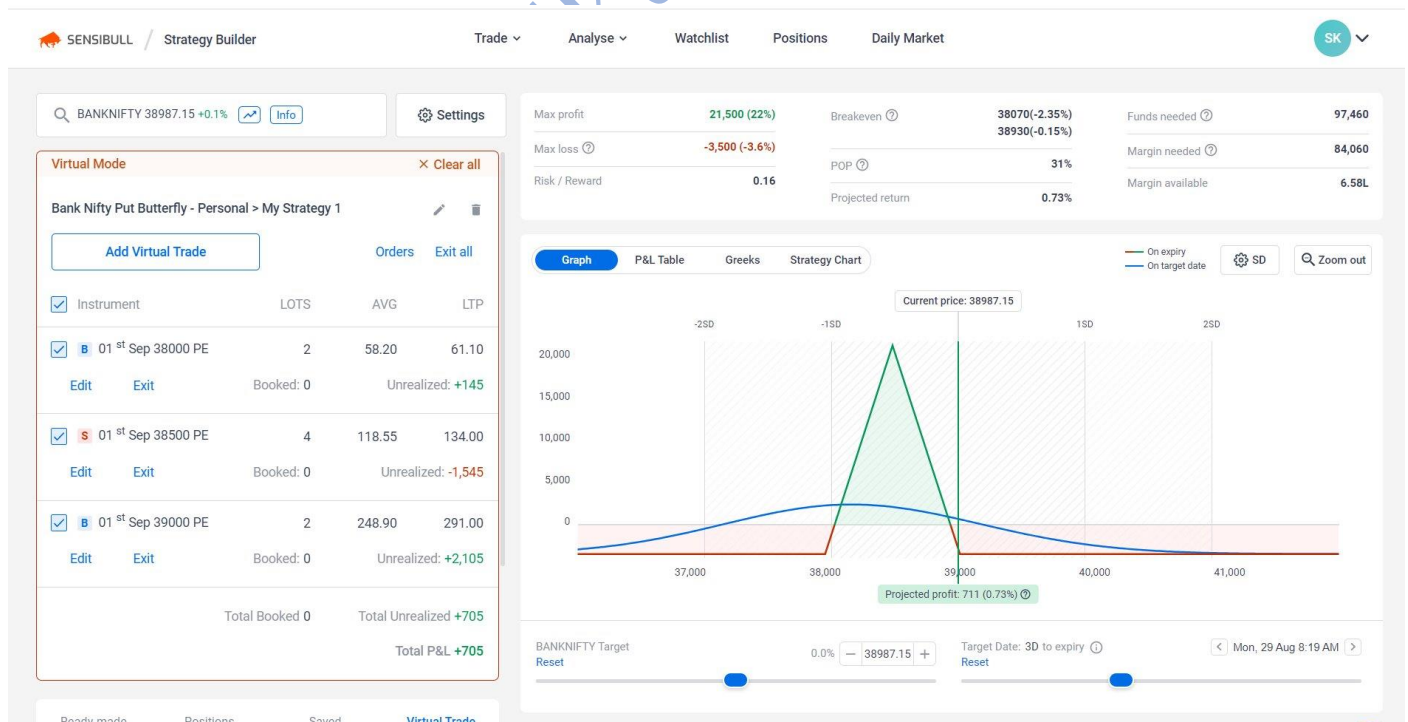 SENSIBULL / Strategy Builder
Trade Analyse Watchlist Positions Daily Market
SK
BANKNIFTY 38987.15 +0.1% Info
Settings
Virtual Mode × Clear all
Bank Nifty Put Butterfly - Personal > My Strategy 1
Add Virtual Trade Orders Exit all
Instrument LOTS AVG LTP
B 01 st Sep 38000 PE 2 58.20 61.10
Edit Exit Booked: 0 Unrealized: +145
S 01 st Sep 38500 PE 4 118.55 134.00
Edit Exit Booked: 0 Unrealized: -1,545
B 01 st Sep 39000 PE 2 248.90 291.00
Edit Exit Booked: 0 Unrealized: +2,105
Total Booked 0 Total Unrealized +705
Total P&L +705
Ready made Positions Saved Virtual Trade
Max profit 21,500 (22%)
Max loss -3,500 (-3.6%)
Risk / Reward 0.16
Breakeven 38070(-2.35%)
38930(-0.15%)
POP 31%
Projected return 0.73%
Funds needed 97,460
Margin needed 84,060
Margin available 6.58L
Graph P&L Table Greeks Strategy Chart
On expiry
On target date
SD
Zoom out
Current price: 38987.15
-2SD -1SD 1SD 2SD
20,000
15,000
10,000
5,000
0
37,000 38,000 39,000 40,000 41,000
Projected profit: 711 (0.73%)
BANKNIFTY Target 0.0% − 38987.15 +
Reset
Target Date: 3D to expiry < Mon, 29 Aug 8:19 AM >
Reset